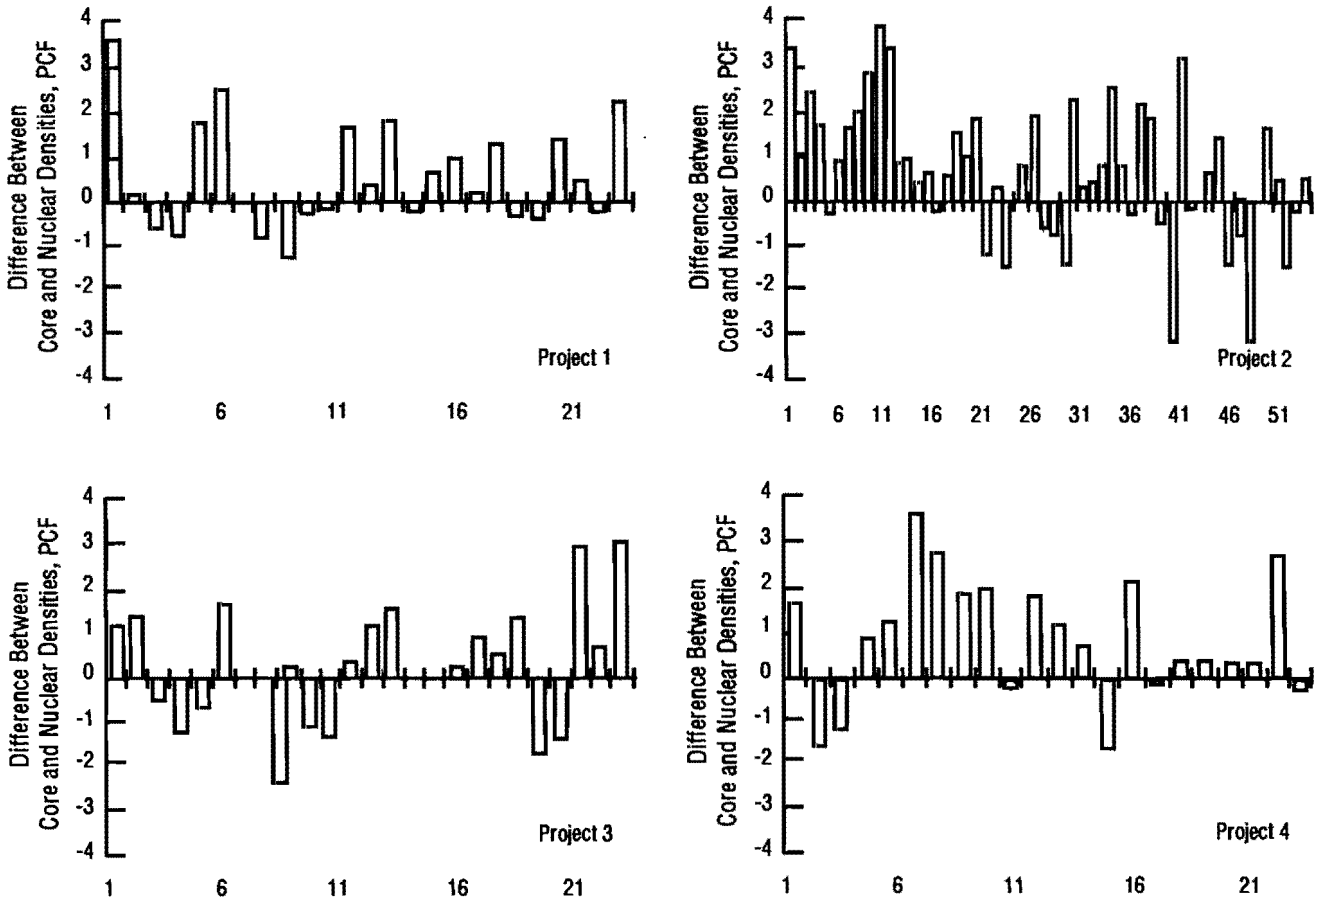 Difference Between
Core and Nuclear Densities, PCF
4
3
2
1
0
-1
-2
-3
-4
Project 1
1 6 11 16 21
Difference Between
Core and Nuclear Densities, PCF
4
3
2
1
0
-1
-2
-3
-4
Project 2
1 6 11 16 21 26 31 36 41 46 51
Difference Between
Core and Nuclear Densities, PCF
4
3
2
1
0
-1
-2
-3
-4
Project 3
1 6 11 16 21
Difference Between
Core and Nuclear Densities, PCF
4
3
2
1
0
-1
-2
-3
-4
Project 4
1 6 11 16 21